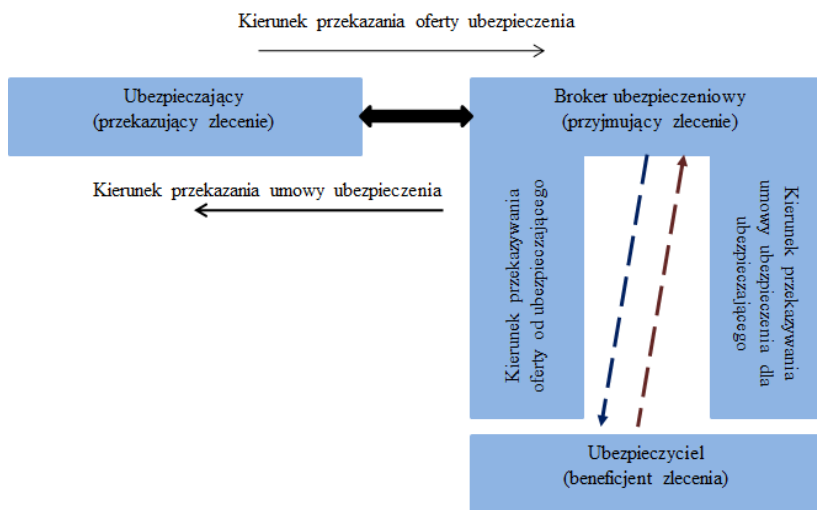 Kierunek przekazania oferty ubezpieczenia
Ubezpieczający
(przekazujący zlecenie)
Broker ubezpieczeniowy
(przyjmujący zlecenie)
Kierunek przekazania umowy ubezpieczenia
Kierunek przekazywania
oferty od ubezpieczającego
Kierunek przekazywania
umowy ubezpieczenia dla
ubezpieczającego
Ubezpieczyciel
(beneficjent zlecenia)